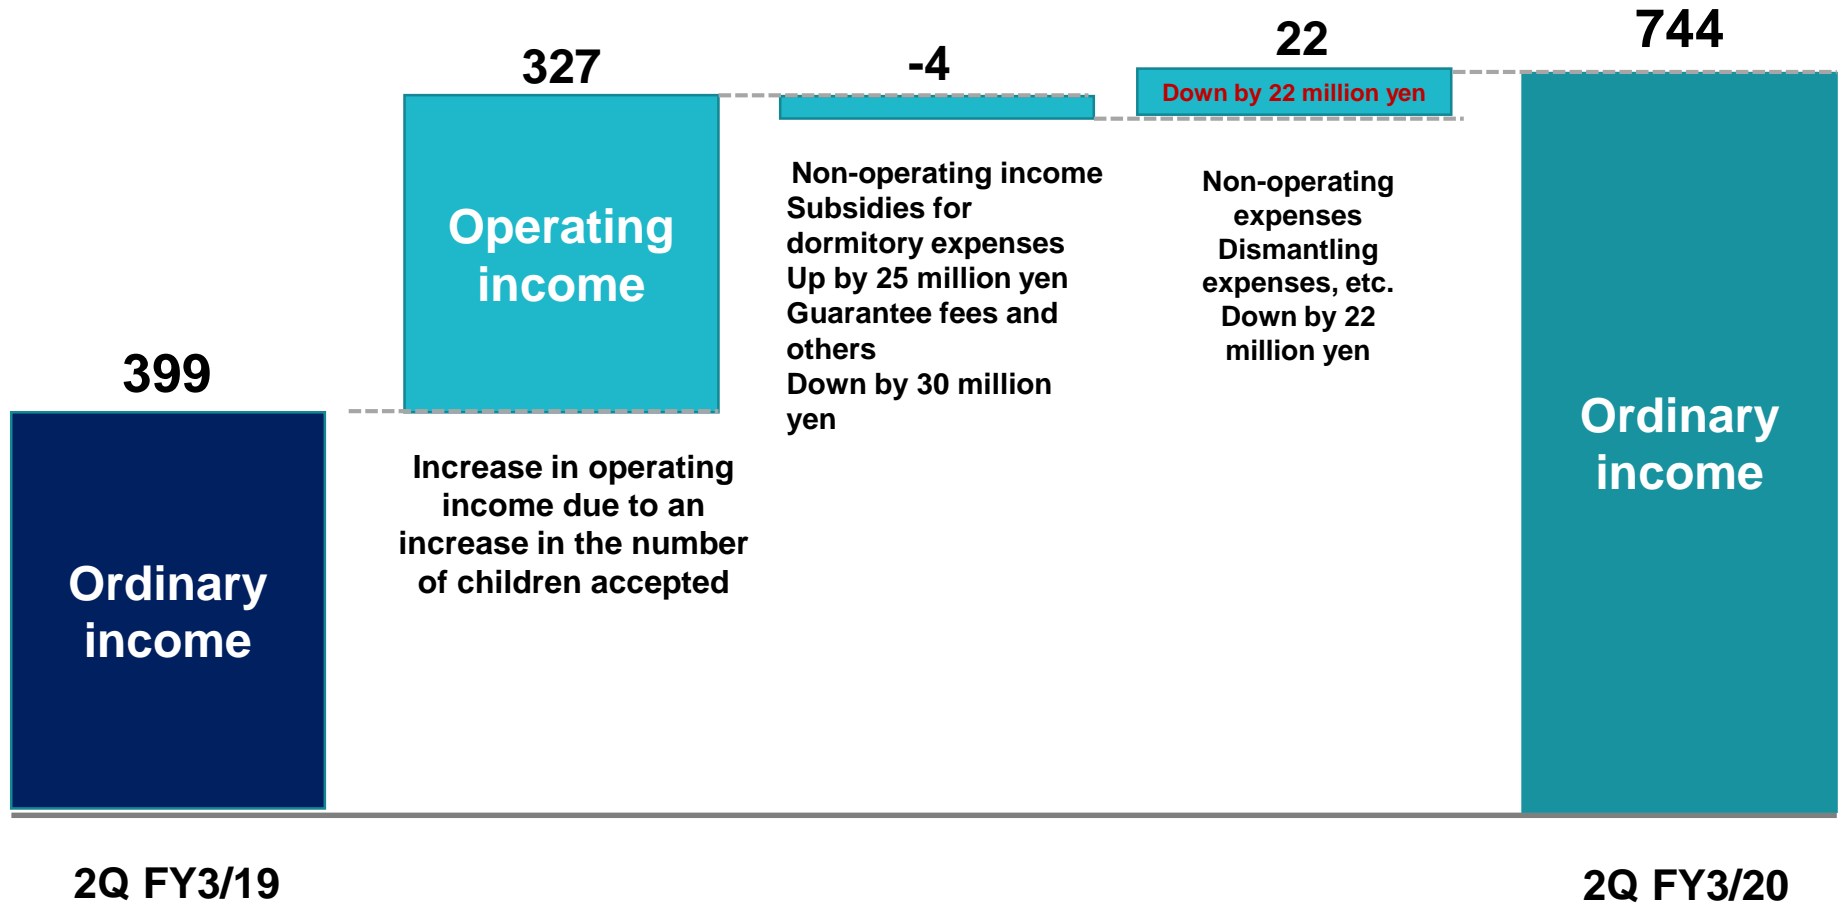 399
Ordinary
income
2Q FY3/19
327
Operating
income
Increase in operating
income due to an
increase in the number
of children accepted
-4
Non-operating income
Subsidies for
dormitory expenses
Up by 25 million yen
Guarantee fees and
others
Down by 30 million
yen
22
Down by 22 million yen
Non-operating
expenses
Dismantling
expenses, etc.
Down by 22
million yen
744
Ordinary
income
2Q FY3/20